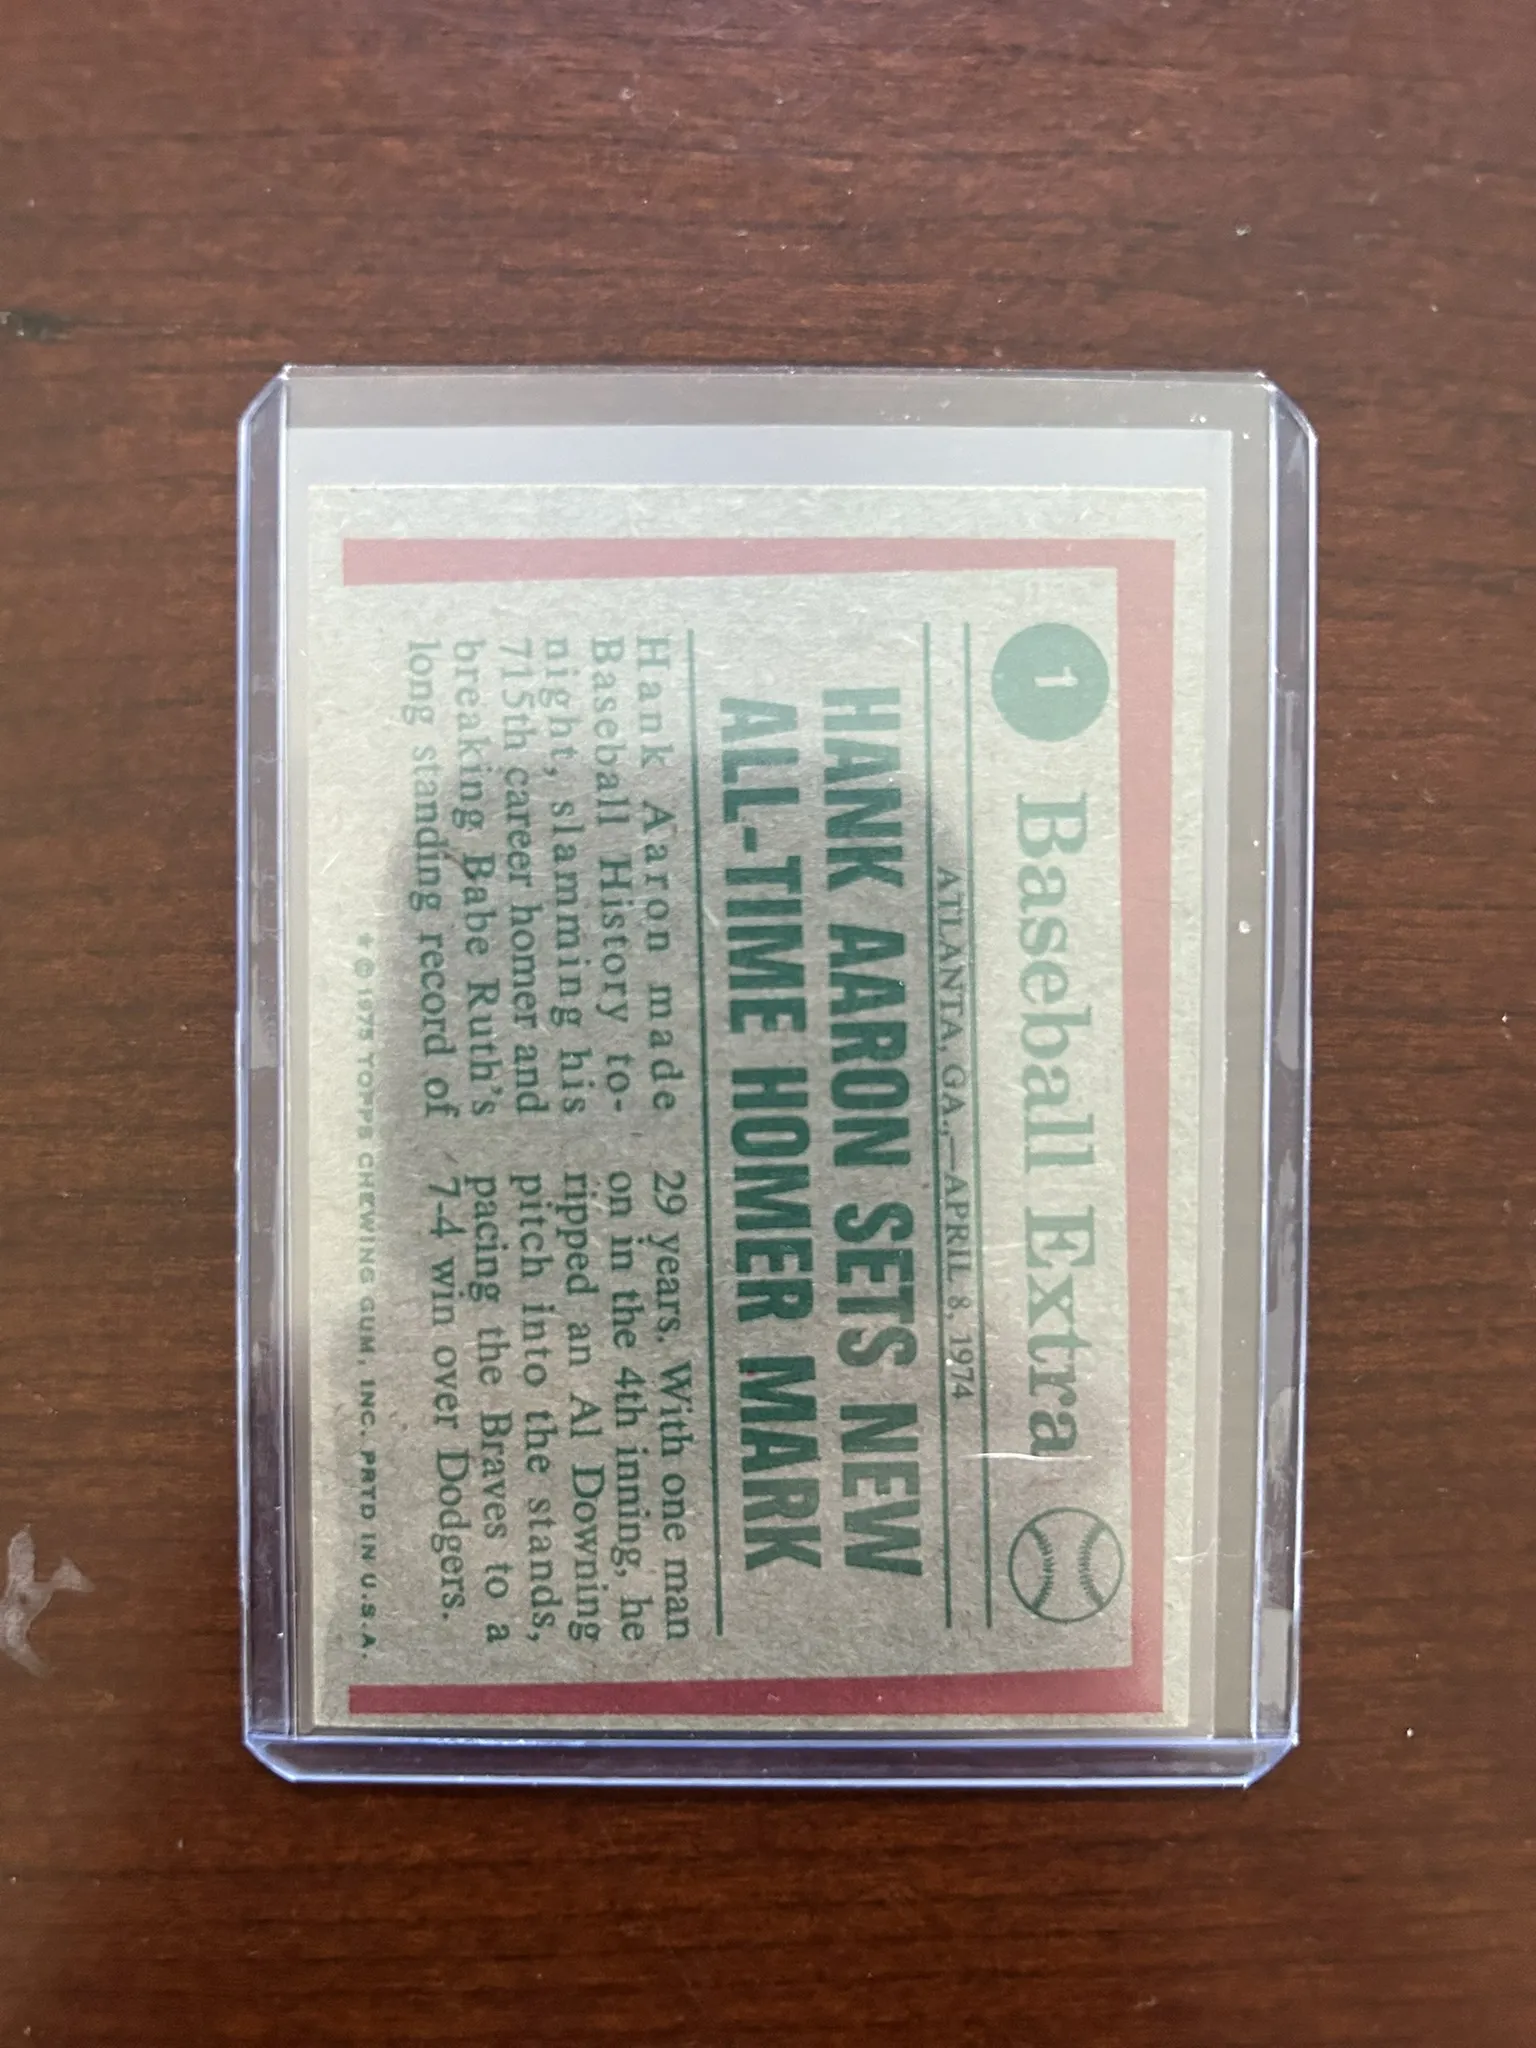 1 Baseball Extra
ATLANTA, GA.,—APRIL 8, 1974
HANK AARON SETS NEW
ALL-TIME HOMER MARK
Hank Aaron made
Baseball History to-
night, slamming his
715th career homer and
breaking Babe Ruth's
long standing record of
29 years. With one man
on in the 4th inning, he
ripped an Al Downing
pitch into the stands,
pacing the Braves to a
7-4 win over Dodgers.
* © 1975 TOPPS CHEWING GUM, INC. PRTD IN U.S.A.